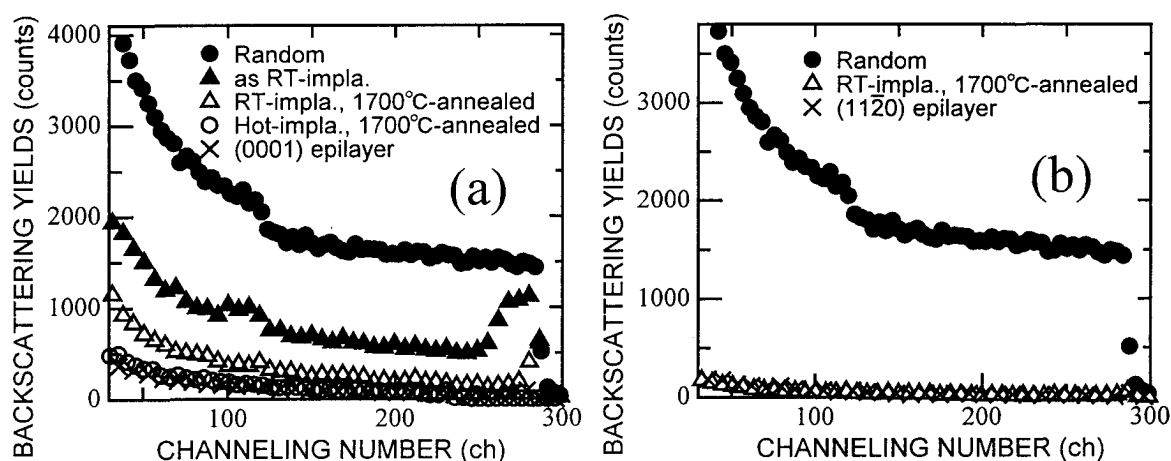 BACKSCATTERING YIELDS (counts)
4000
3000
2000
1000
0
Random
as RT-impla.
RT-impla., 1700°C-annealed
Hot-impla., 1700°C-annealed
(0001) epilayer
(a)
100
200
300
CHANNELING NUMBER (ch)
BACKSCATTERING YIELDS (counts)
3000
2000
1000
0
Random
RT-impla., 1700°C-annealed
(112̅0) epilayer
(b)
100
200
300
CHANNELING NUMBER (ch)